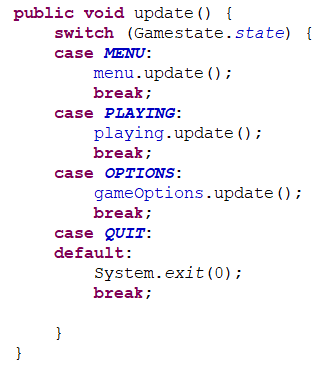 public void update() {
    switch (Gamestate.state) {
    case MENU:
        menu.update();
        break;
    case PLAYING:
        playing.update();
        break;
    case OPTIONS:
        gameOptions.update();
        break;
    case QUIT:
    default:
        System.exit(0);
        break;

    }
}